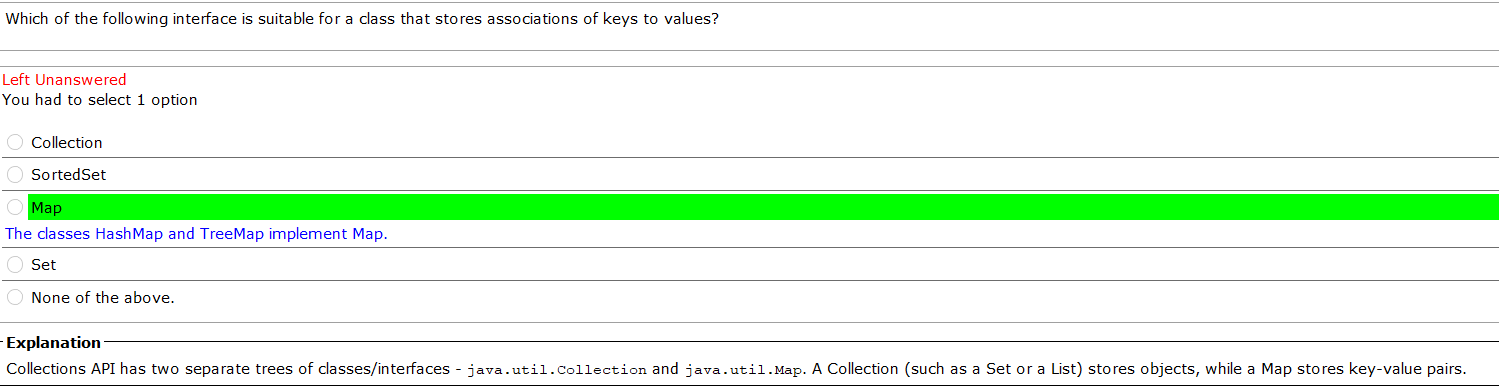 Which of the following interface is suitable for a class that stores associations of keys to values?
Left Unanswered
You had to select 1 option
Collection
SortedSet
Map
The classes HashMap and TreeMap implement Map.
Set
None of the above.
Explanation
Collections API has two separate trees of classes/interfaces - java.util.Collection and java.util.Map. A Collection (such as a Set or a List) stores objects, while a Map stores key-value pairs.